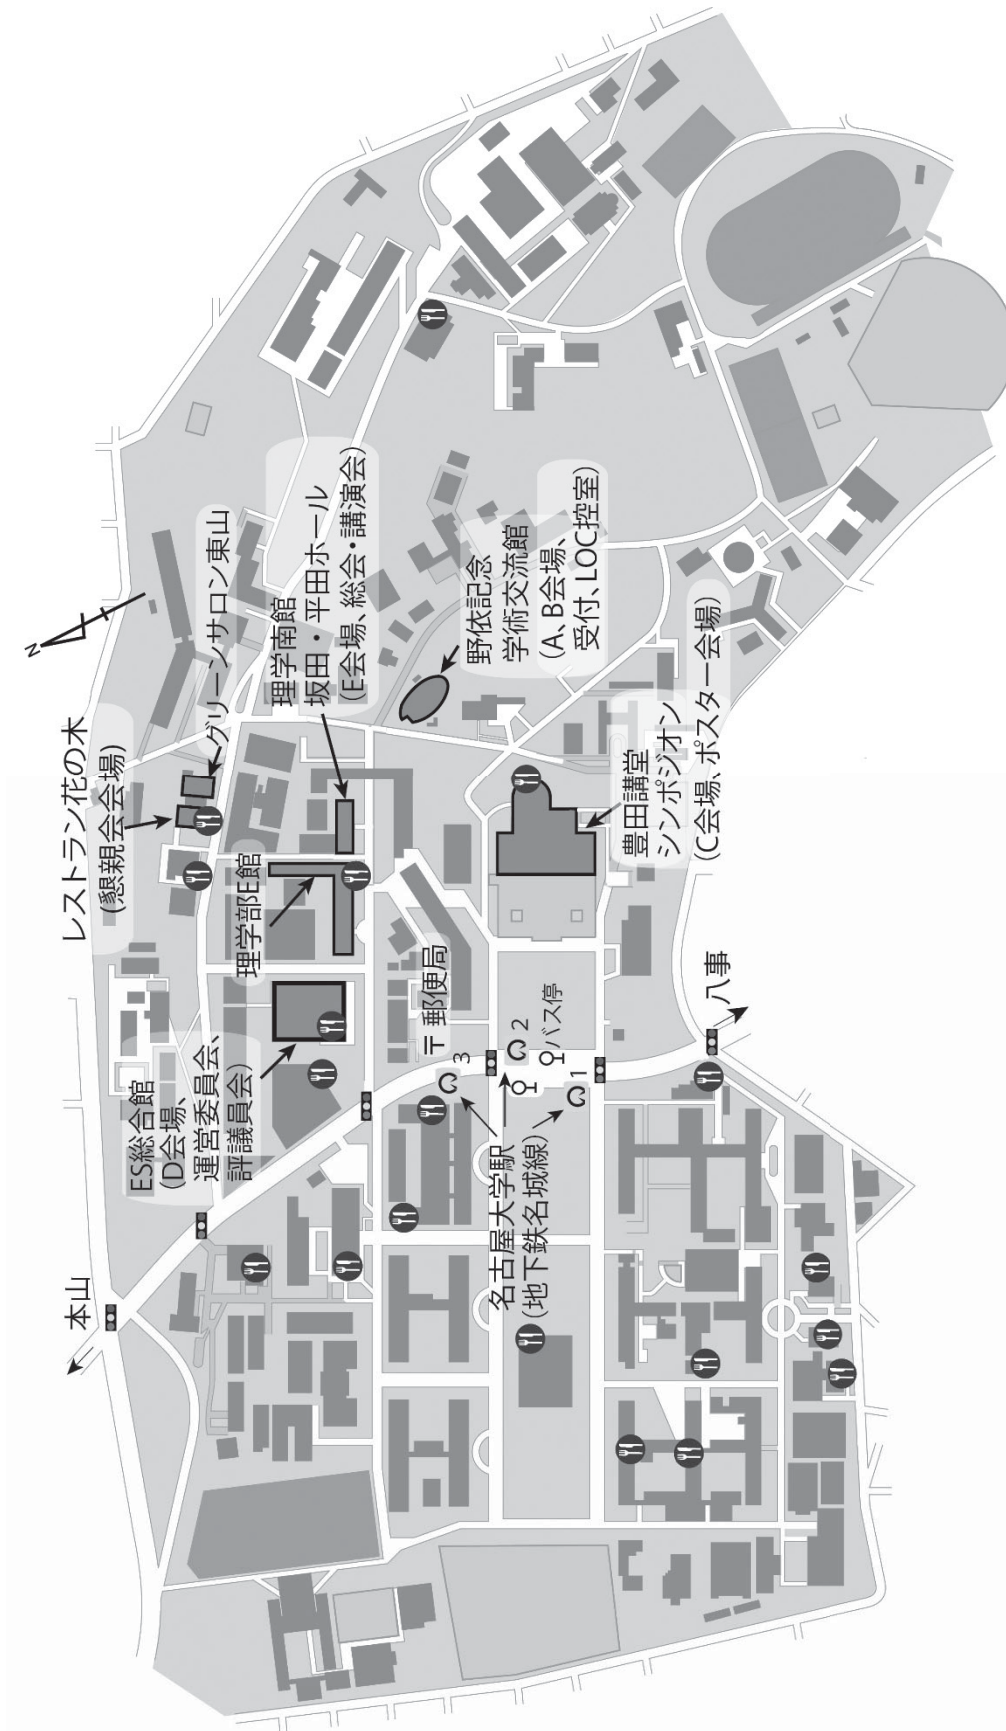 本山
ES総合館
(D会場、
運営委員会、
評議員会)
レストラン花の木
(懇親会会場)
グリーンサロン東山
N
理学部E館
理学南館
坂田・平田ホール
(E会場、総会・講演会)
〒 郵便局
野依記念
学術交流館
(A、B会場、
受付、LOC控室)
3
2
バス停
1
名古屋大学駅
(地下鉄名城線)
豊田講堂
シンポジオン
(C会場、ポスター会場)
八事